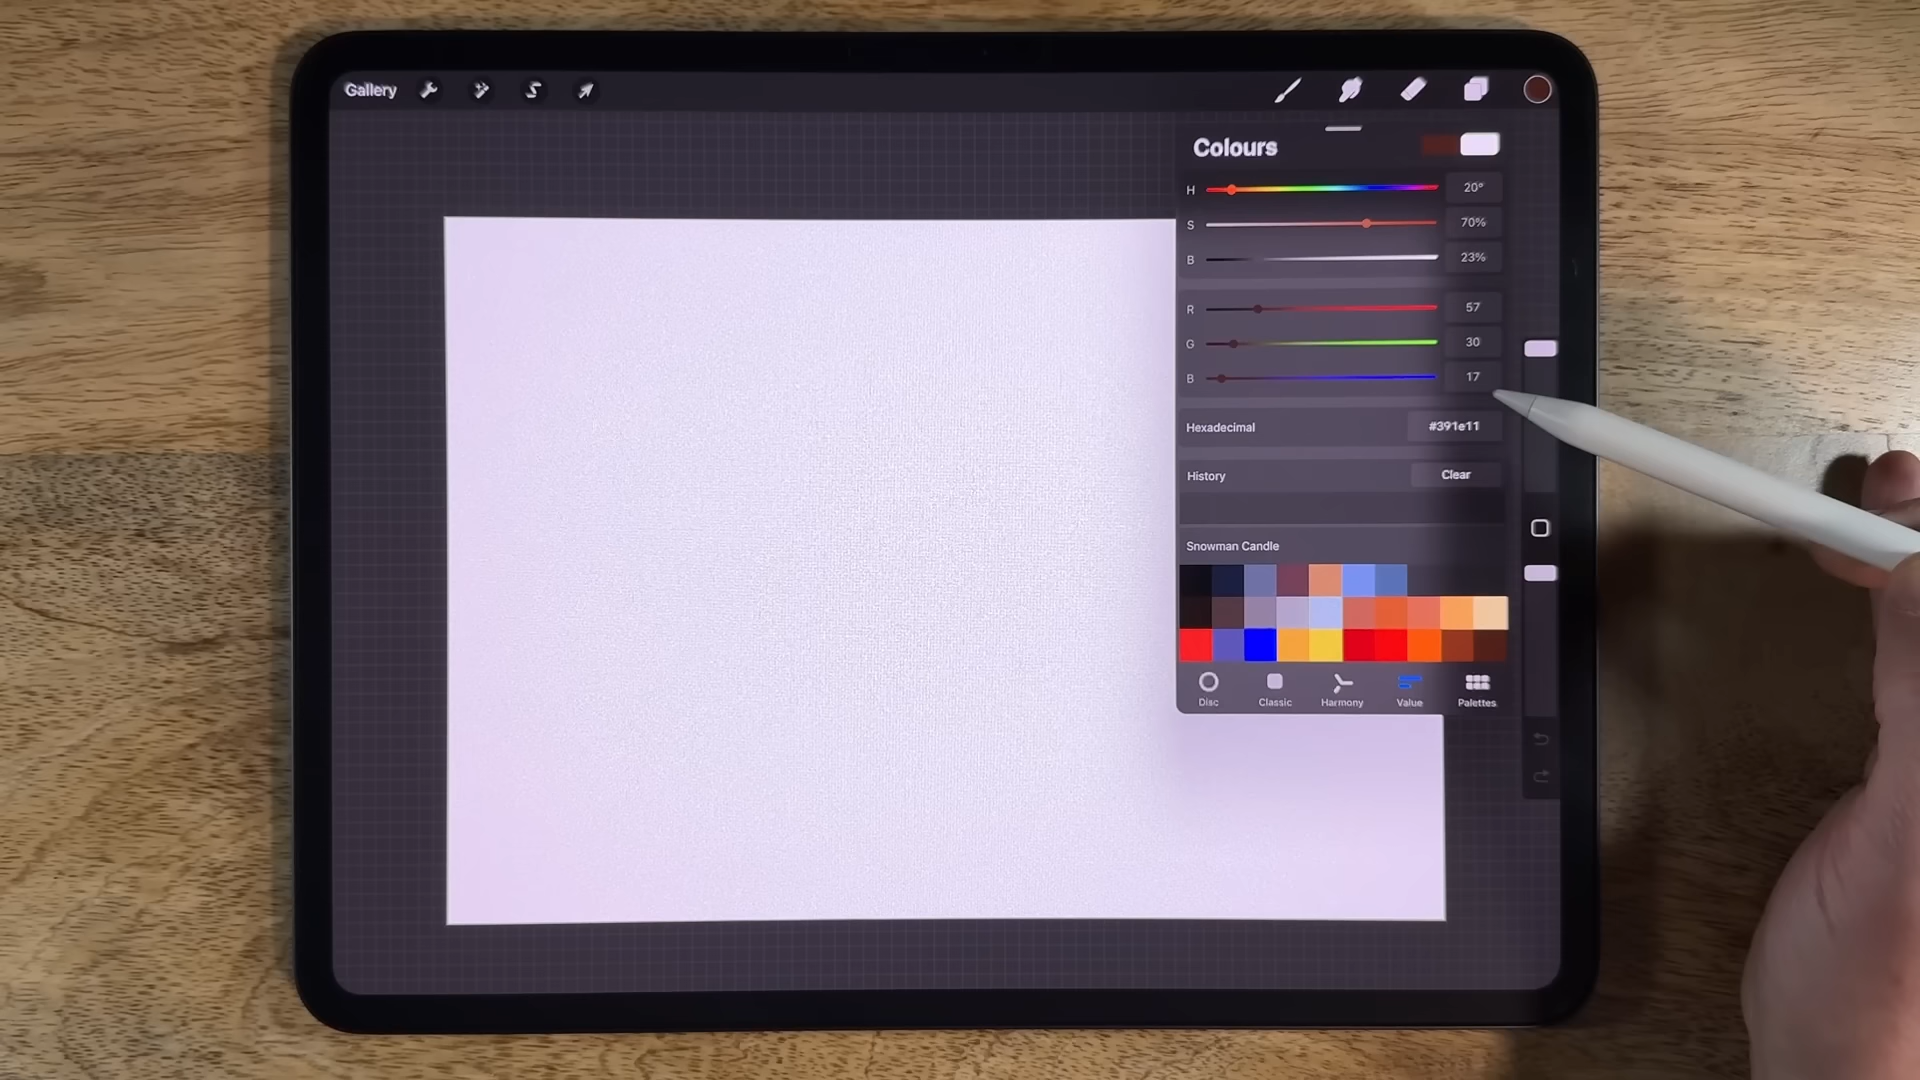 Gallery
Colours
H 20°
S 70%
B 23%
R 57
G 30
B 17
Hexadecimal #391e11
History Clear
Snowman Candle
Disc Classic Harmony Value Palettes